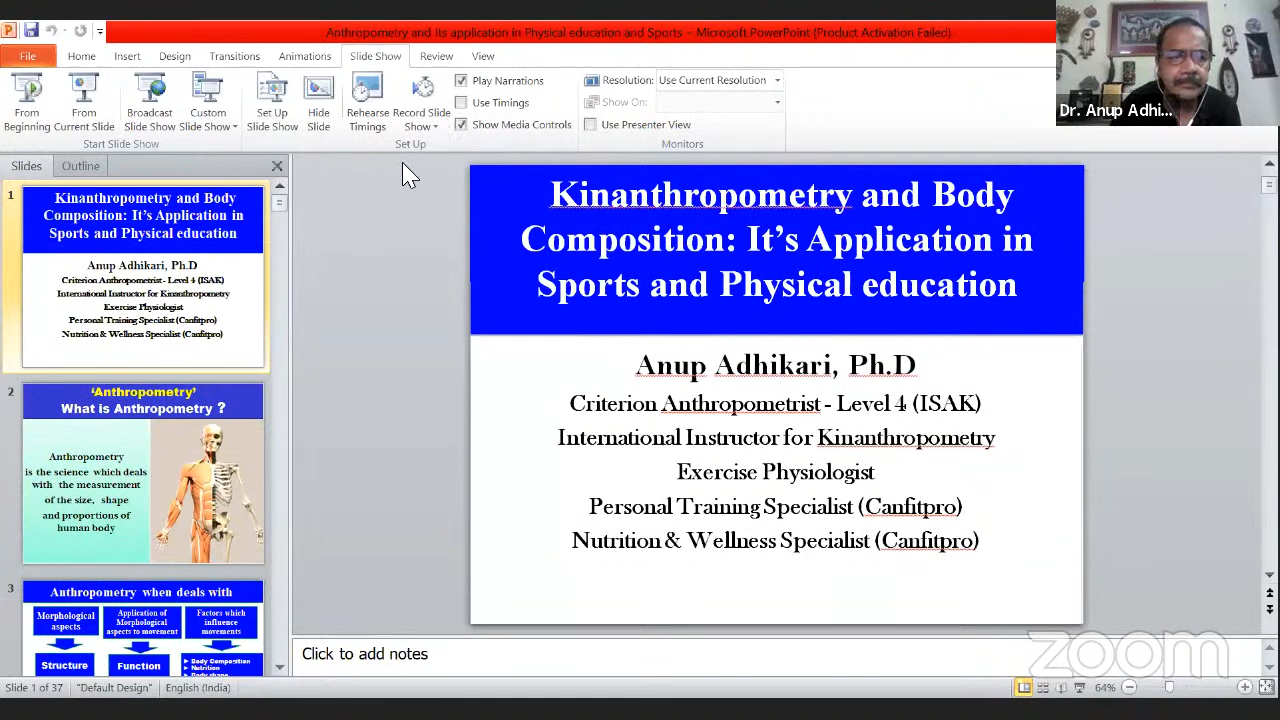 Anthropometry and Its application in Physical education and Sports – Microsoft PowerPoint (Product Activation Failed)
File Home Insert Design Transitions Animations Slide Show Review View
From Beginning
From Current Slide
Broadcast Slide Show
Custom Slide Show
Set Up Slide Show
Hide Slide
Rehearse Timings
Record Slide Show
Play Narrations
Use Timings
Show Media Controls
Resolution: Use Current Resolution
Show On:
Use Presenter View
Start Slide Show
Set Up
Monitors
Dr. Anup Adhi...
Slides Outline
1
Kinanthropometry and Body
Composition: It's Application in
Sports and Physical education
Anup Adhikari, Ph.D
Criterion Anthropometrist - Level 4 (ISAK)
International Instructor for Kinanthropometry
Exercise Physiologist
Personal Training Specialist (Canfitpro)
Nutrition & Wellness Specialist (Canfitpro)
2
'Anthropometry'
What is Anthropometry ?
Anthropometry
is the science which deals
with the measurement
of the size, shape
and proportions of
human body
3
Anthropometry when deals with
Morphological
aspects
Application of
Morphological
aspects to movement
Factors which
influence
movements
Structure
Function
Body Composition
Nutrition
Body shape
Kinanthropometry and Body
Composition: It's Application in
Sports and Physical education
Anup Adhikari, Ph.D
Criterion Anthropometrist - Level 4 (ISAK)
International Instructor for Kinanthropometry
Exercise Physiologist
Personal Training Specialist (Canfitpro)
Nutrition & Wellness Specialist (Canfitpro)
Click to add notes
zoom
Slide 1 of 37 "Default Design" English (India) 64%